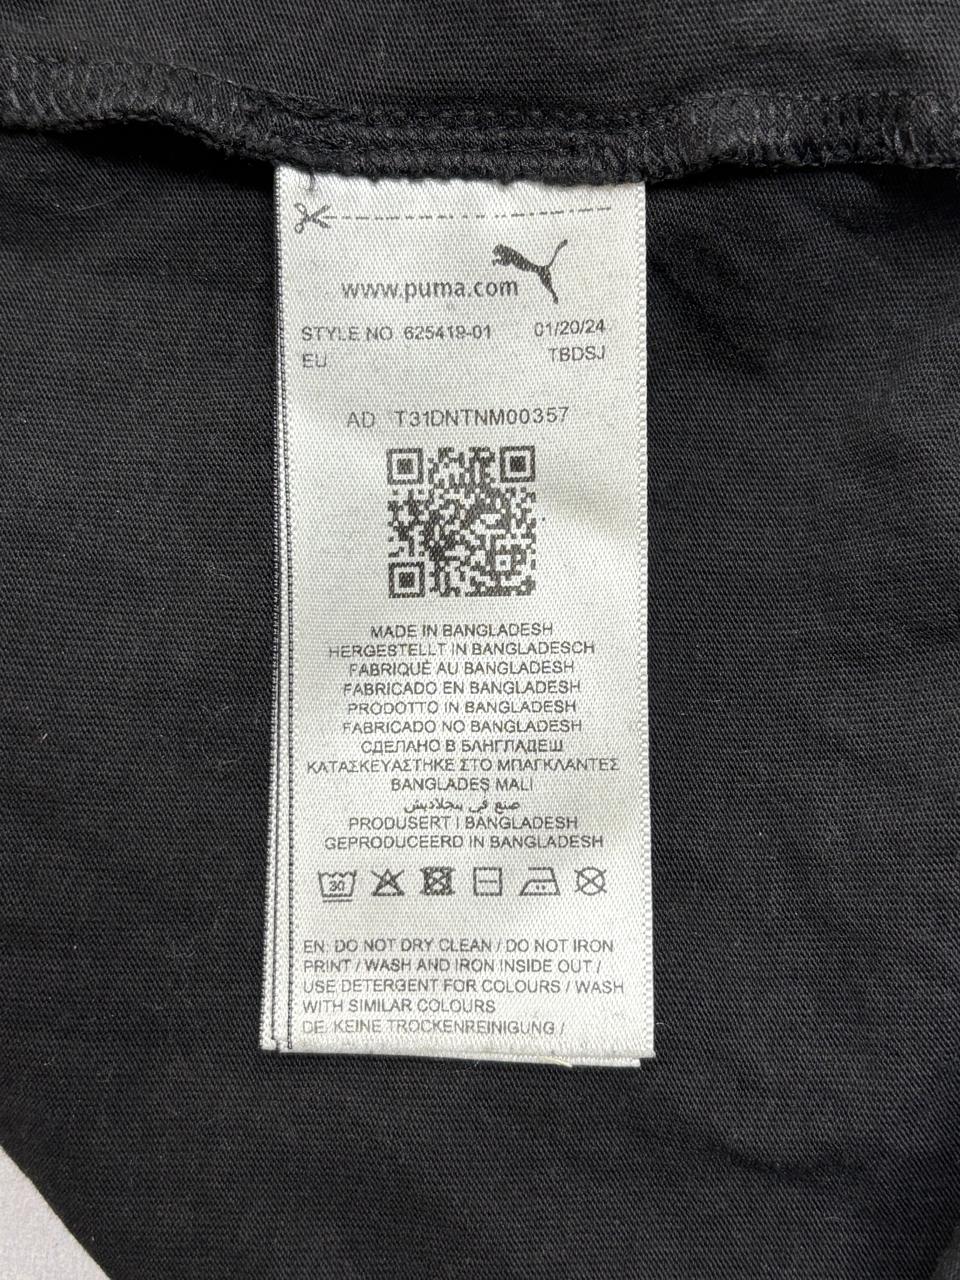 www.puma.com
STYLE NO 625419-01 01/20/24
EU TBDSJ
AD T31DNTNM00357
MADE IN BANGLADESH
HERGESTELLT IN BANGLADESCH
FABRIQUÉ AU BANGLADESH
FABRICADO EN BANGLADESH
PRODOTTO IN BANGLADESH
FABRICADO NO BANGLADESH
СДЕЛАНО В БАНГЛАДЕШ
ΚΑΤΑΣΚΕΥΑΣΤΗΚΕ ΣΤΟ ΜΠΑΓΚΛΑΝΤΕΣ
BANGLADEŞ MALI
صنع في بنجلاديش
PRODUSERT I BANGLADESH
GEPRODUCEERD IN BANGLADESH
30
EN: DO NOT DRY CLEAN / DO NOT IRON
PRINT / WASH AND IRON INSIDE OUT /
USE DETERGENT FOR COLOURS / WASH
WITH SIMILAR COLOURS
DE: KEINE TROCKENREINIGUNG /